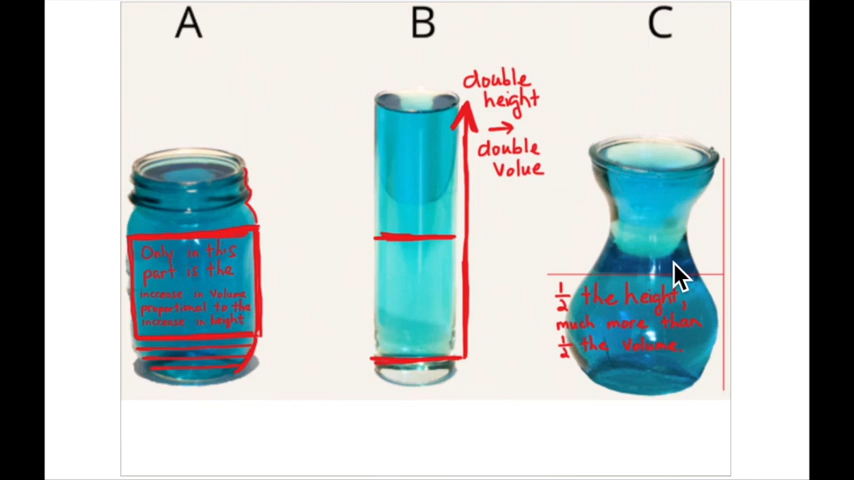 A
B
C
double
height
→
double
volue
Only in this
part is the
increase in volume
proportional to the
increase in height
1/2 the height,
much more than
1/2 the volume.